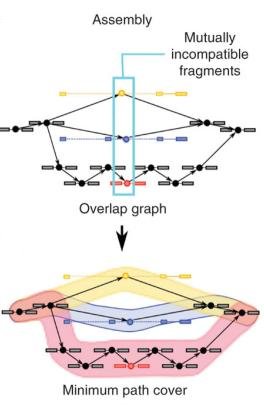 Assembly
Mutually
incompatible
fragments
Overlap graph
Minimum path cover